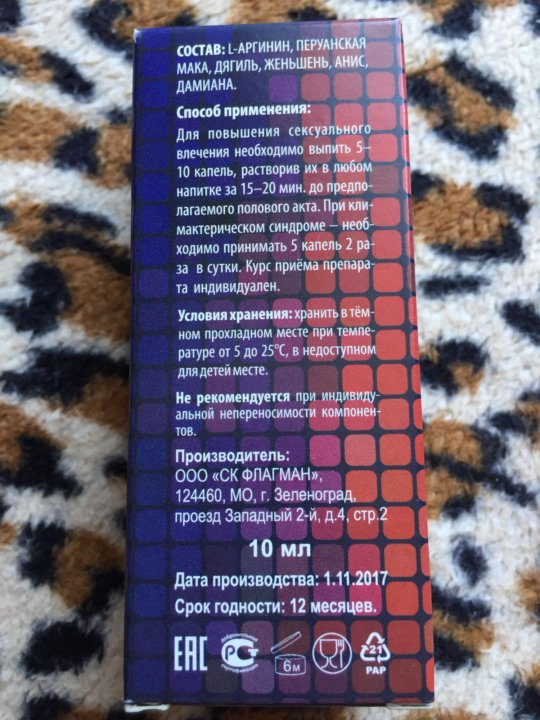 СОСТАВ: L-АРГИНИН, ПЕРУАНСКАЯ
МАКА, ДЯГИЛЬ, ЖЕНЬШЕНЬ, АНИС,
ДАМИАНА.
Способ применения:
Для повышения сексуального
влечения необходимо выпить 5–
10 капель, растворив их в любом
напитке за 15–20 мин. до предпо-
лагаемого полового акта. При кли-
мактерическом синдроме – необ-
ходимо принимать 5 капель 2 ра-
за в сутки. Курс приёма препара-
та индивидуален.
Условия хранения: хранить в тём-
ном прохладном месте при темпе-
ратуре от 5 до 25°С, в недоступном
для детей месте.
Не рекомендуется при индивиду-
альной непереносимости компонен-
тов.
Производитель:
ООО «СК ФЛАГМАН»,
124460, МО, г. Зеленоград,
проезд Западный 2-й, д.4, стр.2
10 мл
Дата производства: 1.11.2017
Срок годности: 12 месяцев.
ЕАС добровольная РСТ сертификация 6м 21
PAP